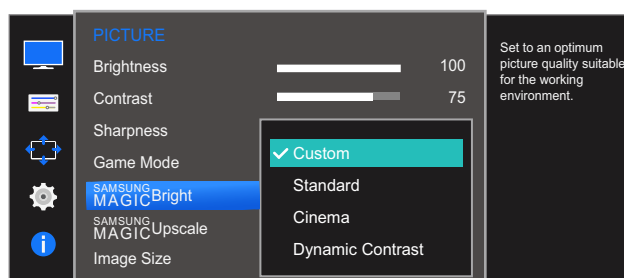 PICTURE
Brightness 100
Contrast 75
Sharpness
Game Mode
SAMSUNG
MAGICBright
SAMSUNG
MAGICUpscale
Image Size
Custom
Standard
Cinema
Dynamic Contrast
Set to an optimum
picture quality suitable
for the working
environment.